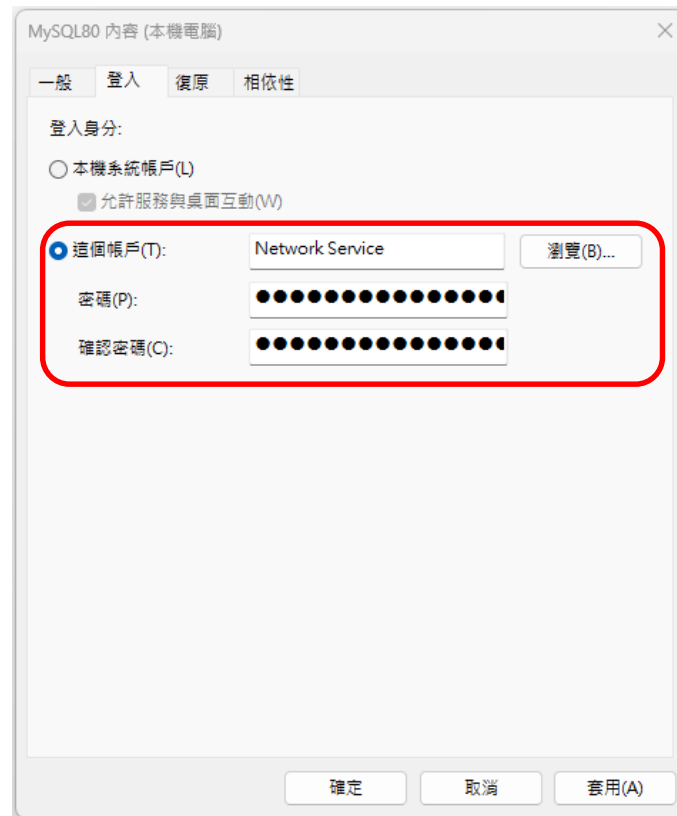 MySQL80 內容 (本機電腦)
一般 登入 復原 相依性
登入身分:
本機系統帳戶(L)
允許服務與桌面互動(W)
這個帳戶(T): Network Service 瀏覽(B)...
密碼(P): ●●●●●●●●●●●●●●●
確認密碼(C): ●●●●●●●●●●●●●●●
確定 取消 套用(A)